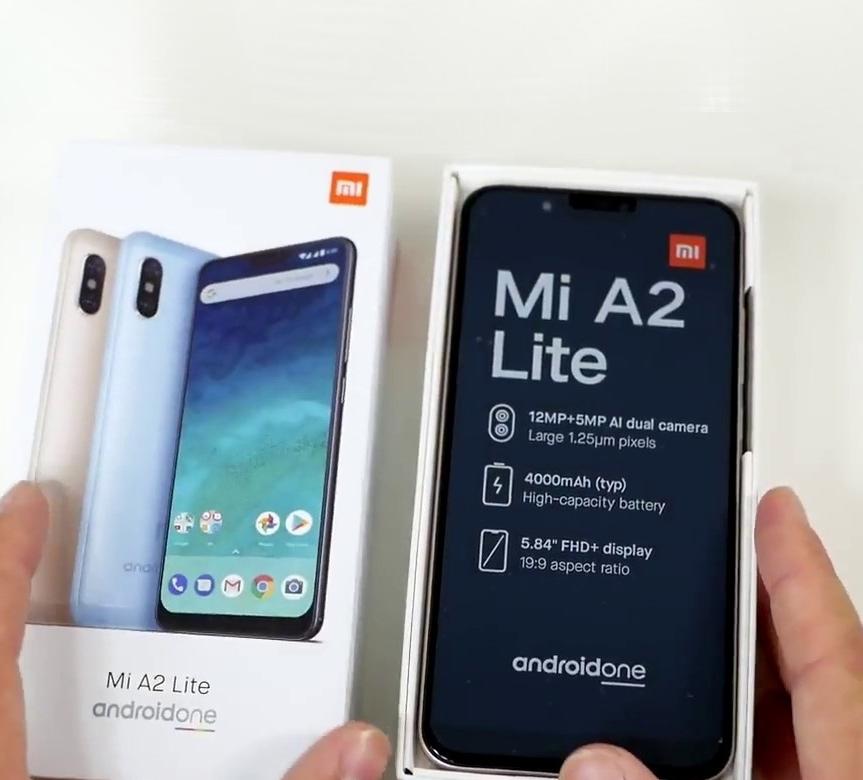 mi
Mi A2 Lite
androidone
mi
Mi A2
Lite
12MP+5MP AI dual camera
Large 1.25μm pixels
4000mAh (typ)
High-capacity battery
5.84" FHD+ display
19:9 aspect ratio
androidone